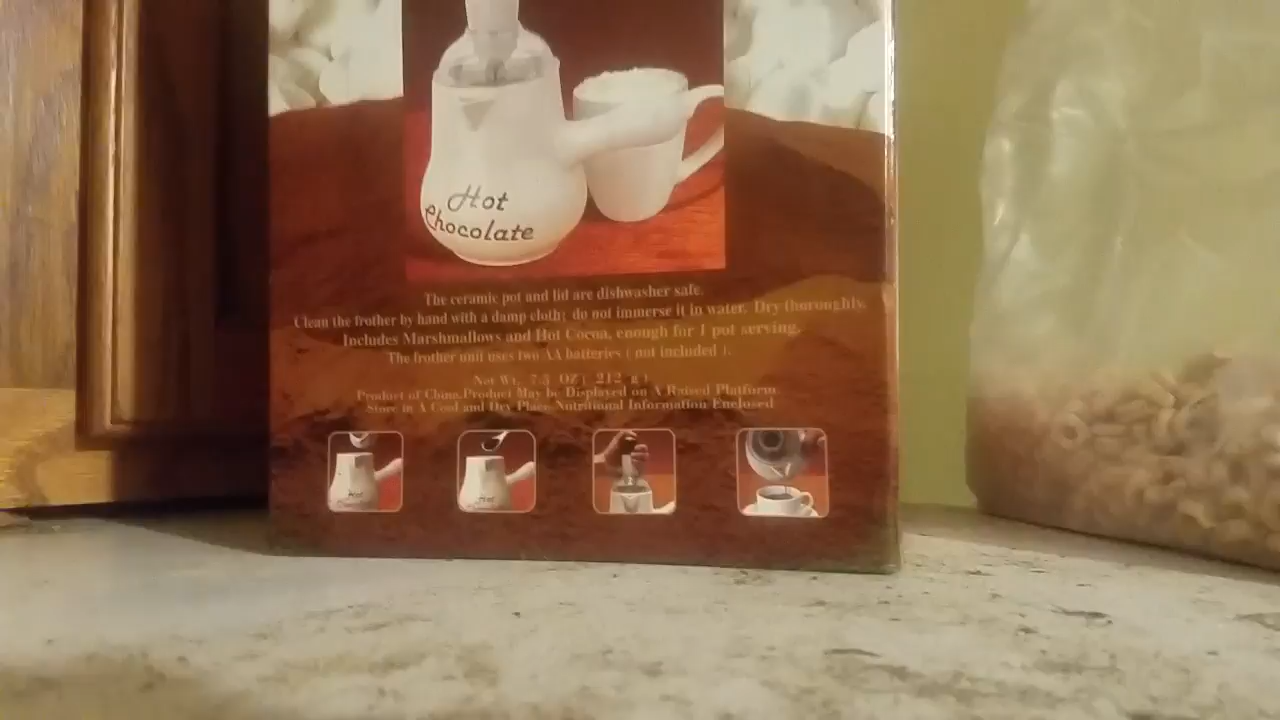 Hot
Chocolate
The ceramic pot and lid are dishwasher safe.
Clean the frother by hand with a damp cloth; do not immerse it in water. Dry thoroughly.
Includes Marshmallows and Hot Cocoa, enough for 1 pot serving.
The frother unit uses two AA batteries ( not included ).
Net Wt. 7.5 OZ( 212 g )
Product of China.Product May be Displayed on A Raised Platform
Store in A Cool and Dry Place Nutritional Information Enclosed
Hot
Hot